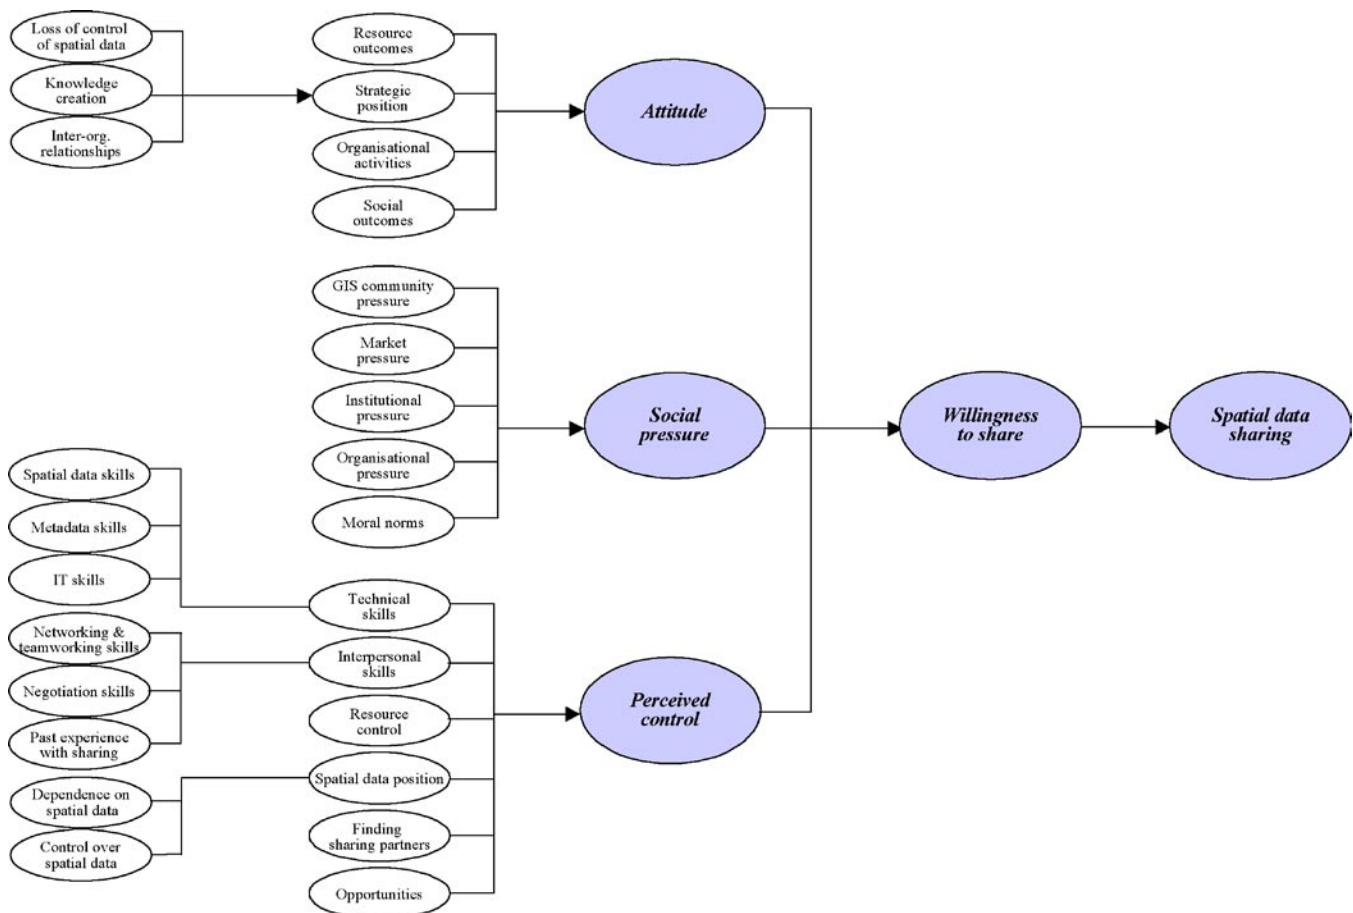 Loss of control
of spatial data
Knowledge
creation
Inter-org.
relationships
Resource
outcomes
Strategic
position
Organisational
activities
Social
outcomes
Attitude
GIS community
pressure
Market
pressure
Institutional
pressure
Organisational
pressure
Moral norms
Social
pressure
Willingness
to share
Spatial data
sharing
Spatial data skills
Metadata skills
IT skills
Networking &
teamworking skills
Negotiation skills
Past experience
with sharing
Dependence on
spatial data
Control over
spatial data
Technical
skills
Interpersonal
skills
Resource
control
Spatial data position
Finding
sharing partners
Opportunities
Perceived
control